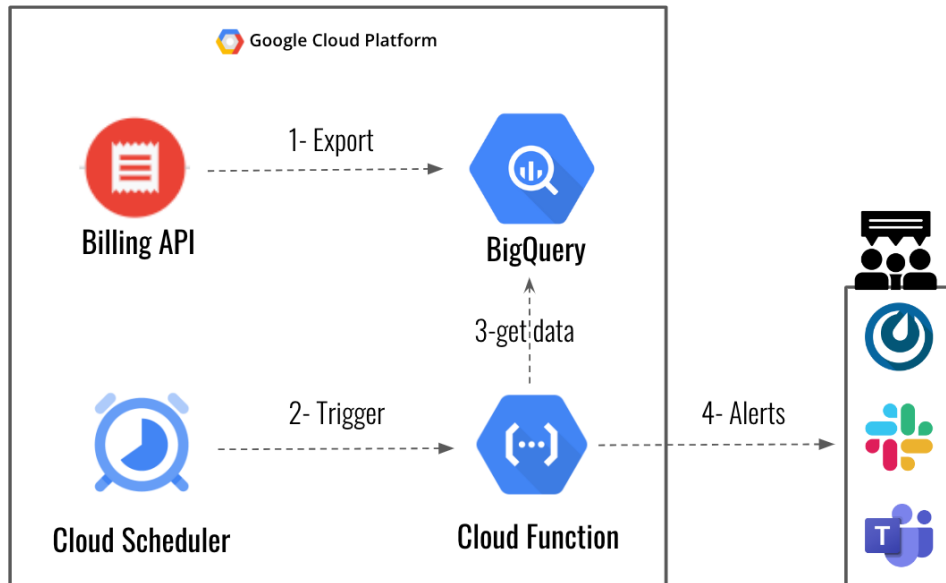 Google Cloud Platform
1- Export
Billing API
BigQuery
3-get data
2- Trigger
4- Alerts
Cloud Scheduler
Cloud Function
T